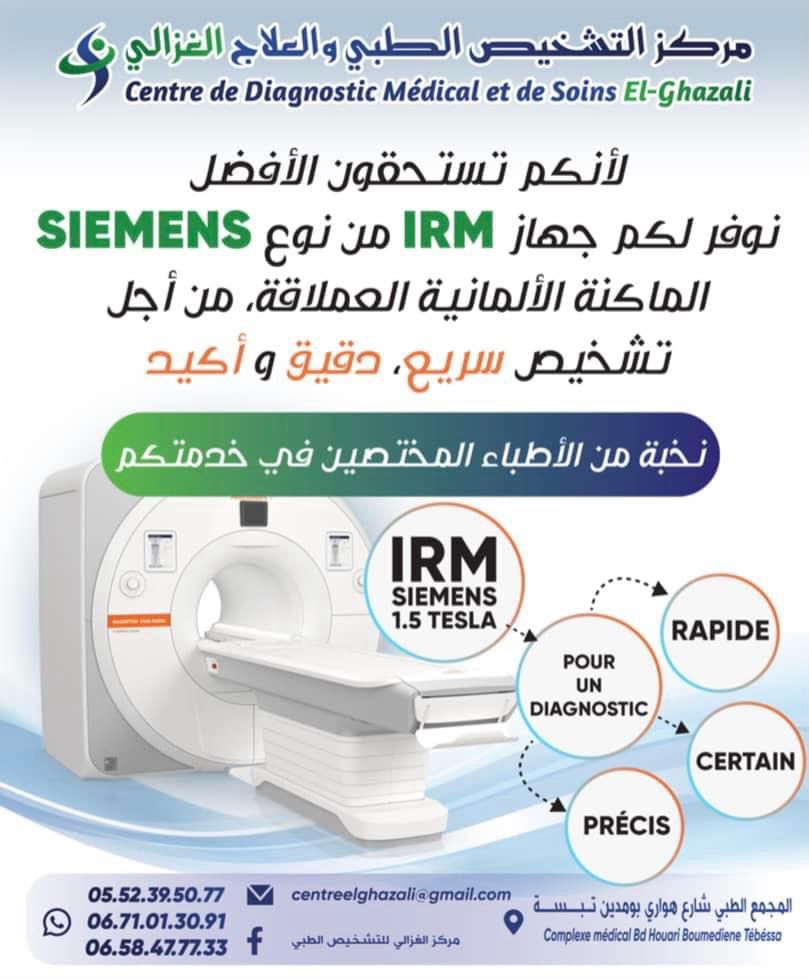 مركز التشخيص الطبي والعلاج الغزالي
Centre de Diagnostic Médical et de Soins El-Ghazali
لأنكم تستحقون الأفضل
نوفر لكم جهاز IRM من نوع SIEMENS
الماكنة الألمانية العملاقة، من أجل
تشخيص سريع، دقيق و أكيد
نخبة من الأطباء المختصين في خدمتكم
IRM
SIEMENS
1.5 TESLA
POUR
UN
DIAGNOSTIC
RAPIDE
CERTAIN
PRÉCIS
05.52.39.50.77
06.71.01.30.91
06.58.47.77.33
centreelghazali@gmail.com
مركز الغزالي للتشخيص الطبي
المجمع الطبي شارع هواري بومدين تبسة
Complexe médical Bd Houari Boumediene Tébéssa